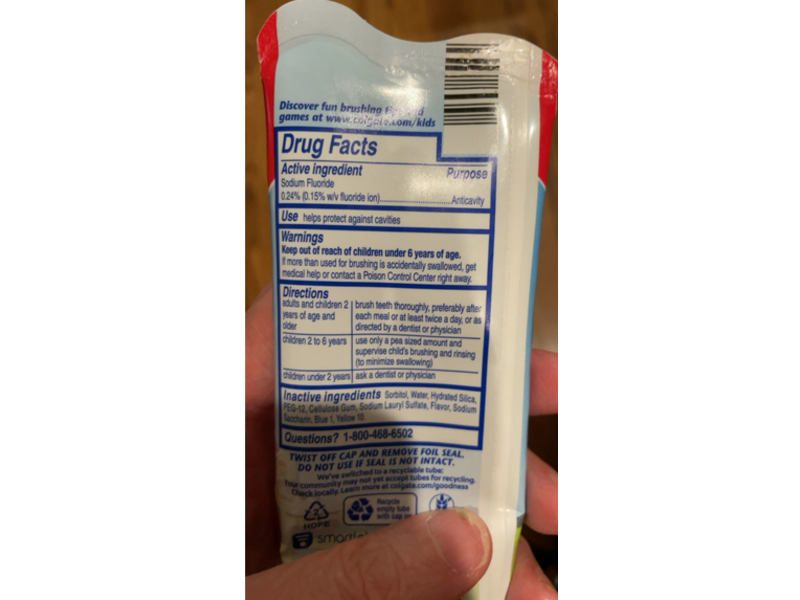 Discover fun brushing tips and
games at www.colgate.com/kids
Drug Facts
Active ingredient Purpose
Sodium Fluoride
0.24% (0.15% w/v fluoride ion)..........................Anticavity
Use helps protect against cavities
Warnings
Keep out of reach of children under 6 years of age.
If more than used for brushing is accidentally swallowed, get
medical help or contact a Poison Control Center right away.
Directions
adults and children 2 years of age and older
brush teeth thoroughly, preferably after
each meal or at least twice a day, or as
directed by a dentist or physician
children 2 to 6 years
use only a pea sized amount and
supervise child's brushing and rinsing
(to minimize swallowing)
children under 2 years ask a dentist or physician
Inactive ingredients Sorbitol, Water, Hydrated Silica,
PEG-12, Cellulose Gum, Sodium Lauryl Sulfate, Flavor, Sodium
Saccharin, Blue 1, Yellow 10
Questions? 1-800-468-6502
TWIST OFF CAP AND REMOVE FOIL SEAL.
DO NOT USE IF SEAL IS NOT INTACT.
We've switched to a recyclable tube:
Your community may not yet accept tubes for recycling.
Check locally. Learn more at colgate.com/goodness
2
HDPE
Recycle
empty tube
with cap on